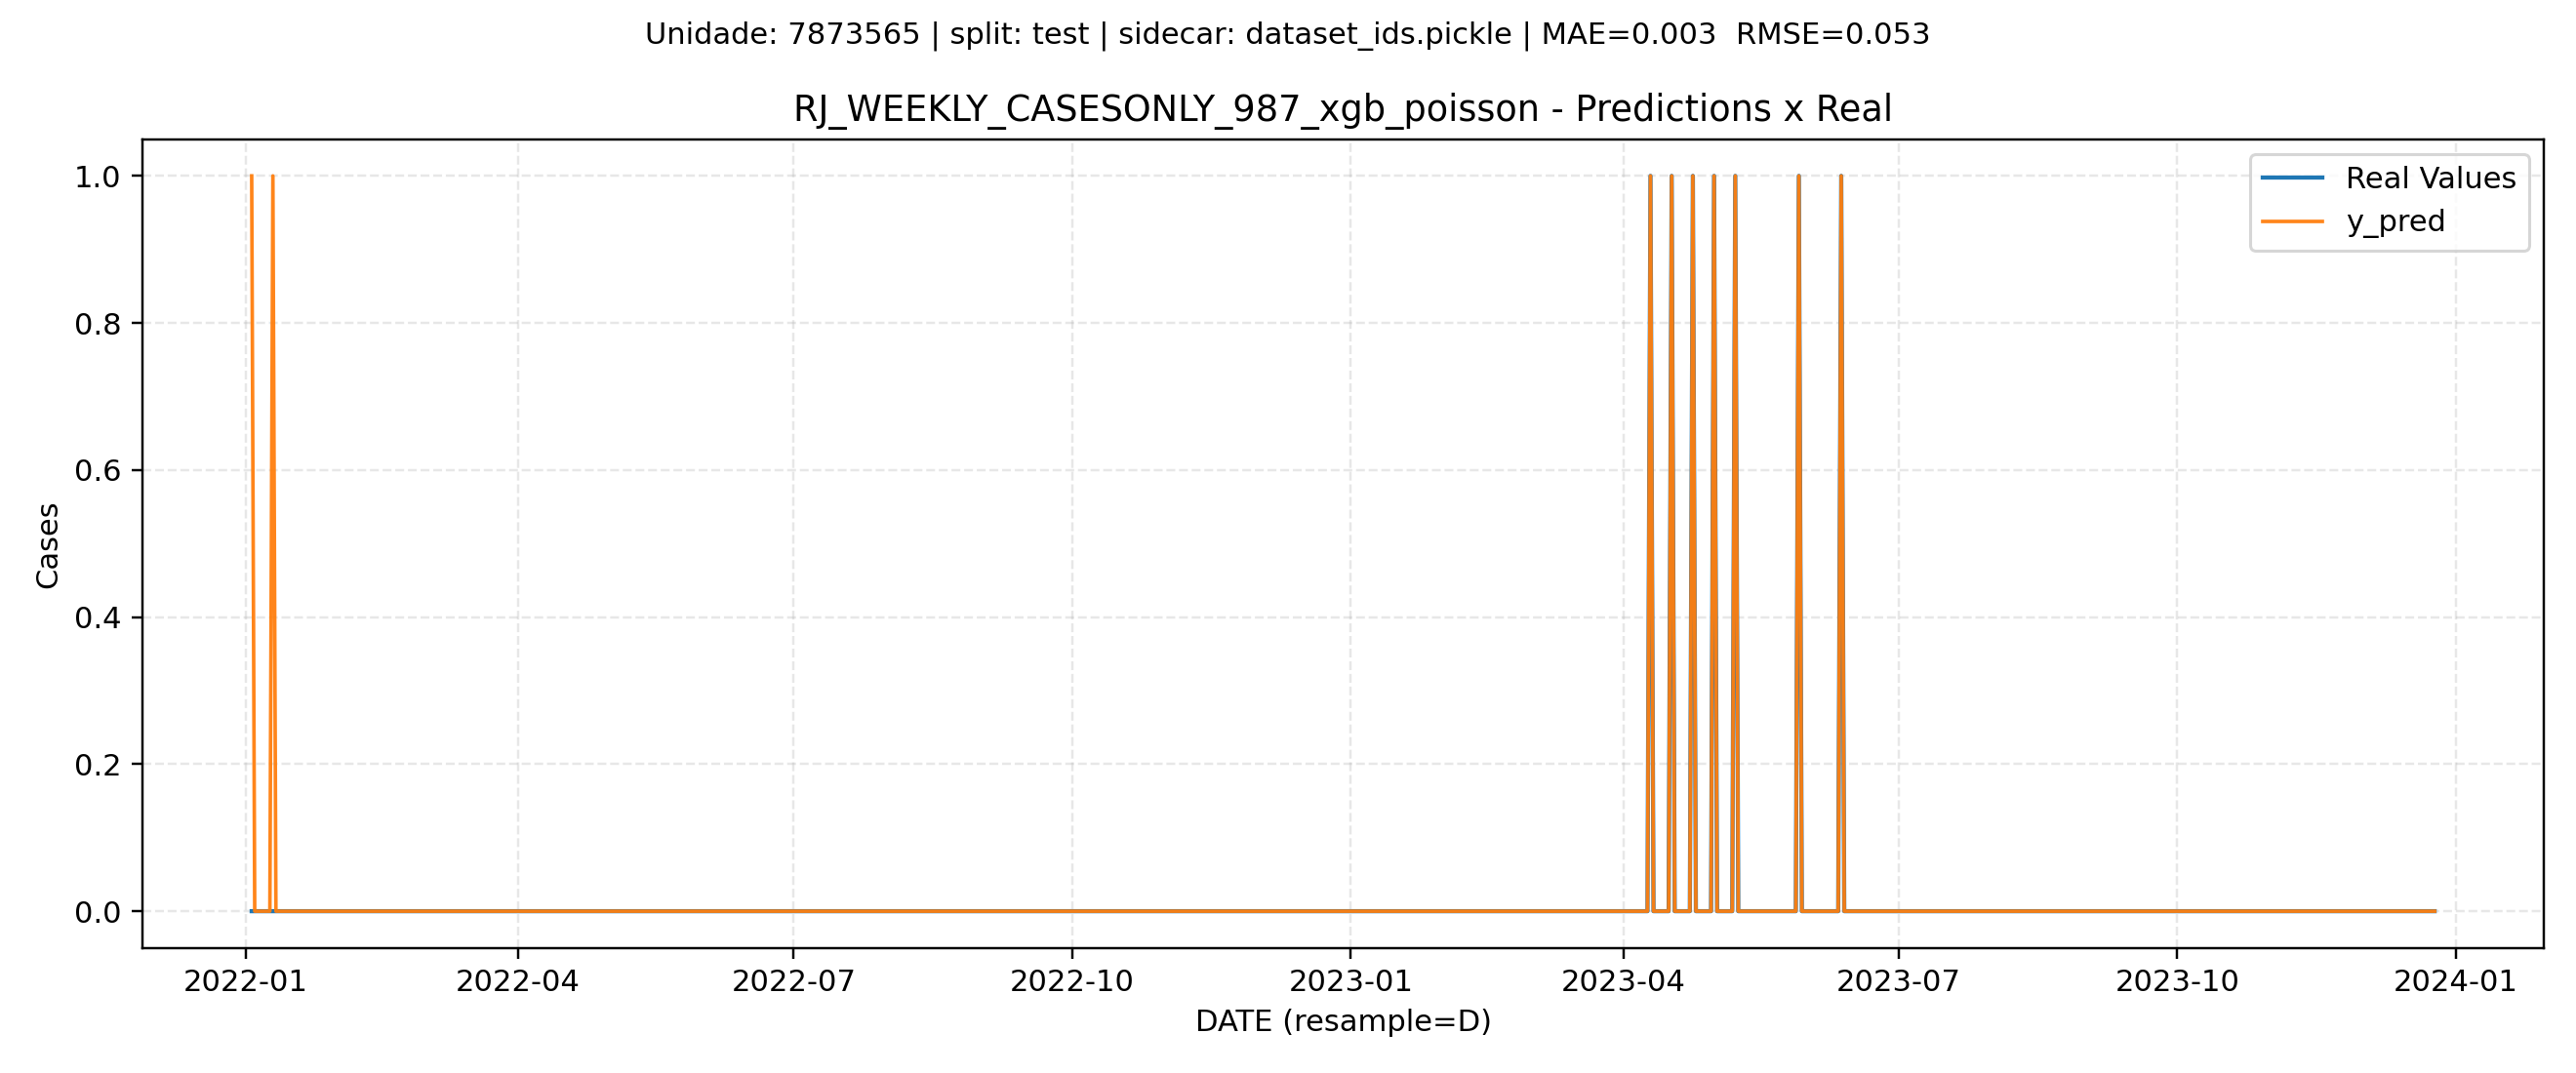 Unidade: 7873565 | split: test | sidecar: dataset_ids.pickle | MAE=0.003  RMSE=0.053
RJ_WEEKLY_CASESONLY_987_xgb_poisson - Predictions x Real
Real Values
y_pred
1.0
0.8
0.6
0.4
0.2
0.0
Cases
2022-01
2022-04
2022-07
2022-10
2023-01
2023-04
2023-07
2023-10
2024-01
DATE (resample=D)